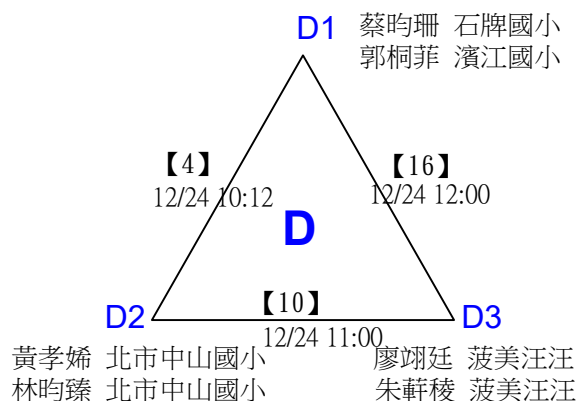 D1
蔡昀珊 石牌國小
郭桐菲 濱江國小
【4】
12/24 10:12
【16】
12/24 12:00
D
【10】
12/24 11:00
D2
D3
黃孝婂 北市中山國小
林昀臻 北市中山國小
廖翊廷 菠美汪汪
朱軒稜 菠美汪汪